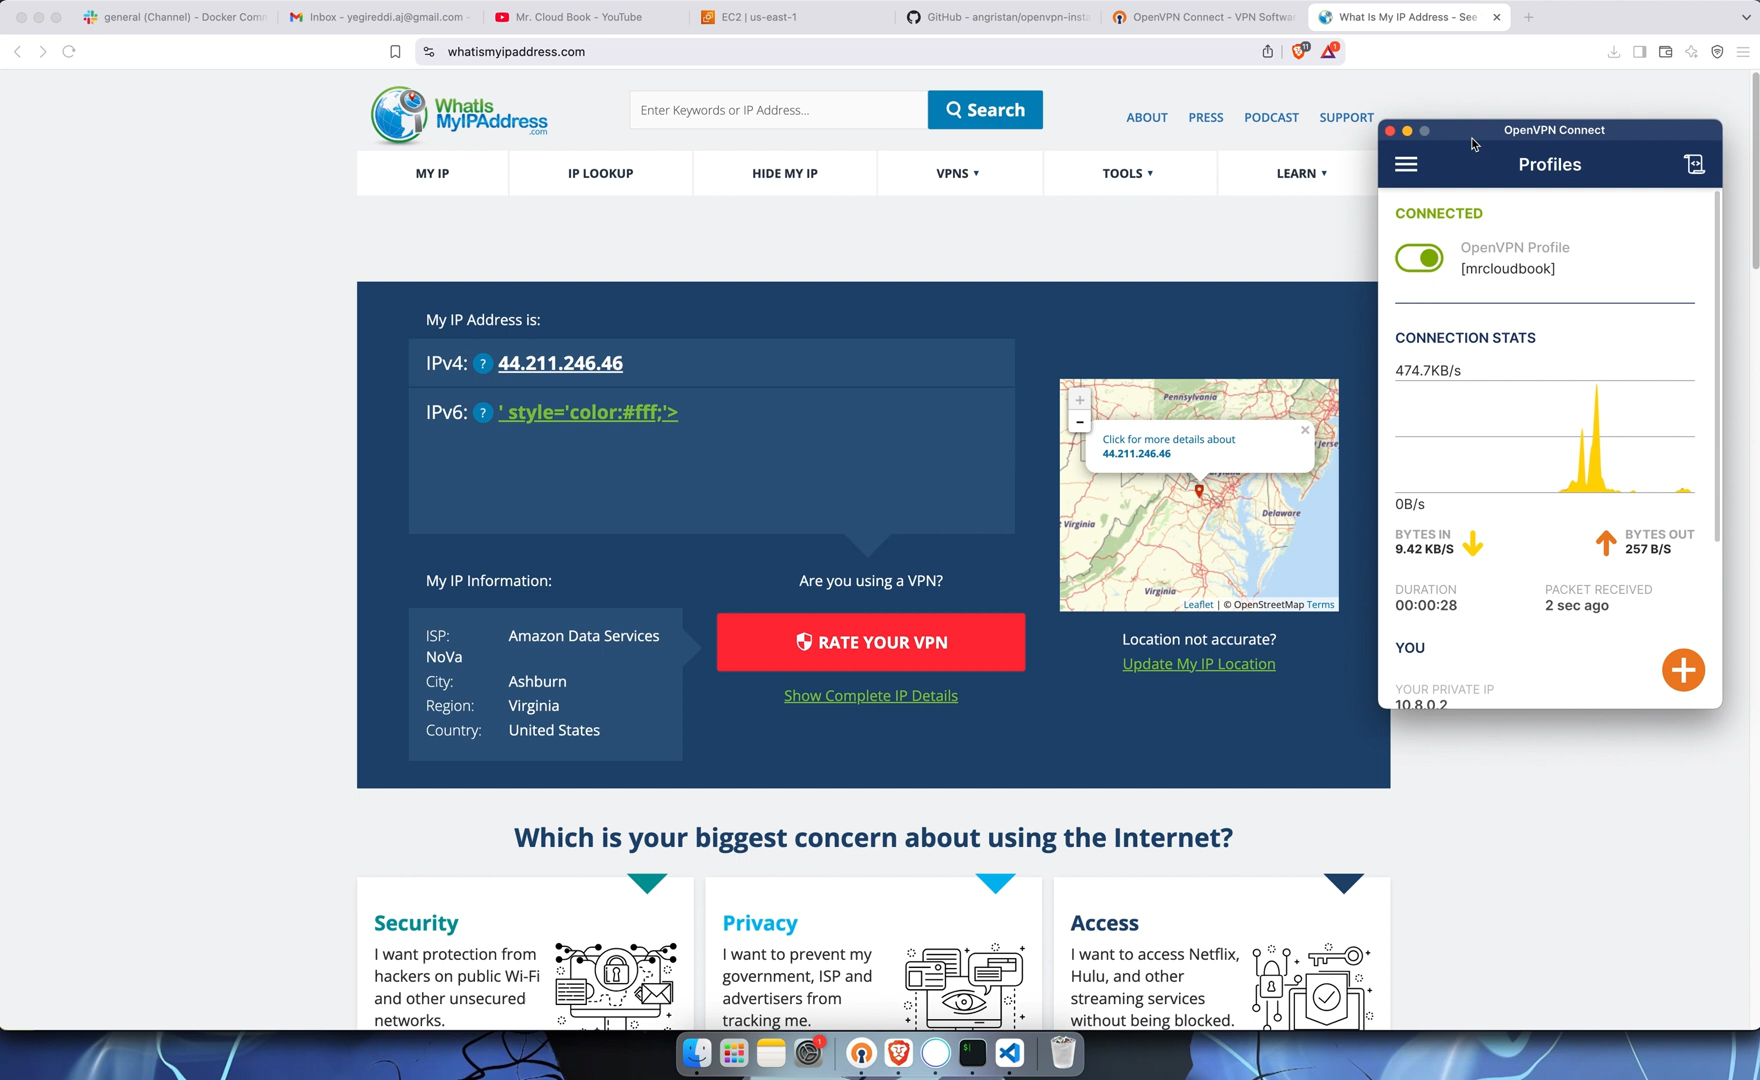 general (Channel) - Docker Comm
Inbox - yegireddi.aj@gmail.com -
Mr. Cloud Book - YouTube
EC2 | us-east-1
GitHub - angristan/openvpn-insta
OpenVPN Connect - VPN Softwa
What Is My IP Address - See
whatismyipaddress.com
11
1
WhatIs
MyIPAddress
.com
Enter Keywords or IP Address...
Search
ABOUT
PRESS
PODCAST
SUPPORT
MY IP
IP LOOKUP
HIDE MY IP
VPNS ▾
TOOLS ▾
LEARN ▾
My IP Address is:
IPv4: ? 44.211.246.46
IPv6: ? ' style='color:#fff;'>
My IP Information:
ISP: Amazon Data Services
NoVa
City: Ashburn
Region: Virginia
Country: United States
Are you using a VPN?
RATE YOUR VPN
Show Complete IP Details
+
-
Pennsylvania
Click for more details about
44.211.246.46
×
Jerse
Delaware
Virginia
Virginia
Leaflet | © OpenStreetMap Terms
Location not accurate?
Update My IP Location
OpenVPN Connect
Profiles
CONNECTED
OpenVPN Profile
[mrcloudbook]
CONNECTION STATS
474.7KB/s
0B/s
BYTES IN
9.42 KB/S
BYTES OUT
257 B/S
DURATION
00:00:28
PACKET RECEIVED
2 sec ago
YOU
YOUR PRIVATE IP
10.8.0.2
Which is your biggest concern about using the Internet?
Security
I want protection from
hackers on public Wi-Fi
and other unsecured
networks.
Privacy
I want to prevent my
government, ISP and
advertisers from
tracking me.
Access
I want to access Netflix,
Hulu, and other
streaming services
without being blocked.
1